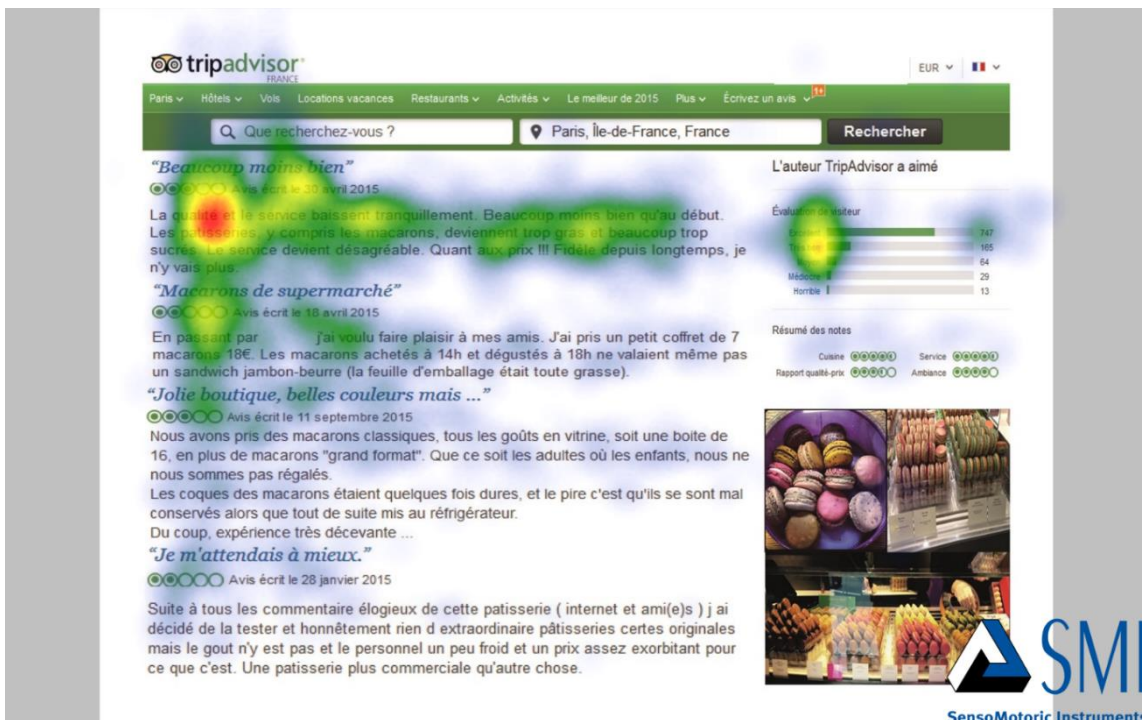 tripadvisor
FRANCE
EUR
Paris Hôtels Vols Locations vacances Restaurants Activités Le meilleur de 2015 Plus Écrivez un avis 1+
Que recherchez-vous ?
Paris, Île-de-France, France
Rechercher
“Beaucoup moins bien”
Avis écrit le 30 avril 2015
La qualité et le service baissent tranquillement. Beaucoup moins bien qu'au début.
Les patisseries, y compris les macarons, deviennent trop gras et beaucoup trop
sucrés. Le service devient désagréable. Quant aux prix !!! Fidèle depuis longtemps, je
n'y vais plus.
“Macarons de supermarché”
Avis écrit le 18 avril 2015
En passant par j'ai voulu faire plaisir à mes amis. J'ai pris un petit coffret de 7
macarons 18€. Les macarons achetés à 14h et dégustés à 18h ne valaient même pas
un sandwich jambon-beurre (la feuille d'emballage était toute grasse).
“Jolie boutique, belles couleurs mais ...”
Avis écrit le 11 septembre 2015
Nous avons pris des macarons classiques, tous les goûts en vitrine, soit une boite de
16, en plus de macarons "grand format". Que ce soit les adultes où les enfants, nous ne
nous sommes pas régalés.
Les coques des macarons étaient quelques fois dures, et le pire c'est qu'ils se sont mal
conservés alors que tout de suite mis au réfrigérateur.
Du coup, expérience très décevante ...
“Je m'attendais à mieux.”
Avis écrit le 28 janvier 2015
Suite à tous les commentaire élogieux de cette patisserie ( internet et ami(e)s ) j ai
décidé de la tester et honnêtement rien d extraordinaire pâtisseries certes originales
mais le gout n'y est pas et le personnel un peu froid et un prix assez exorbitant pour
ce que c'est. Une patisserie plus commerciale qu'autre chose.
L'auteur TripAdvisor a aimé
Évaluation de visiteur
Excellent 747
Très bon 165
64
Médiocre 29
Horrible 13
Résumé des notes
Cuisine Service
Rapport qualité-prix Ambiance
SMI
SensoMotoric Instruments